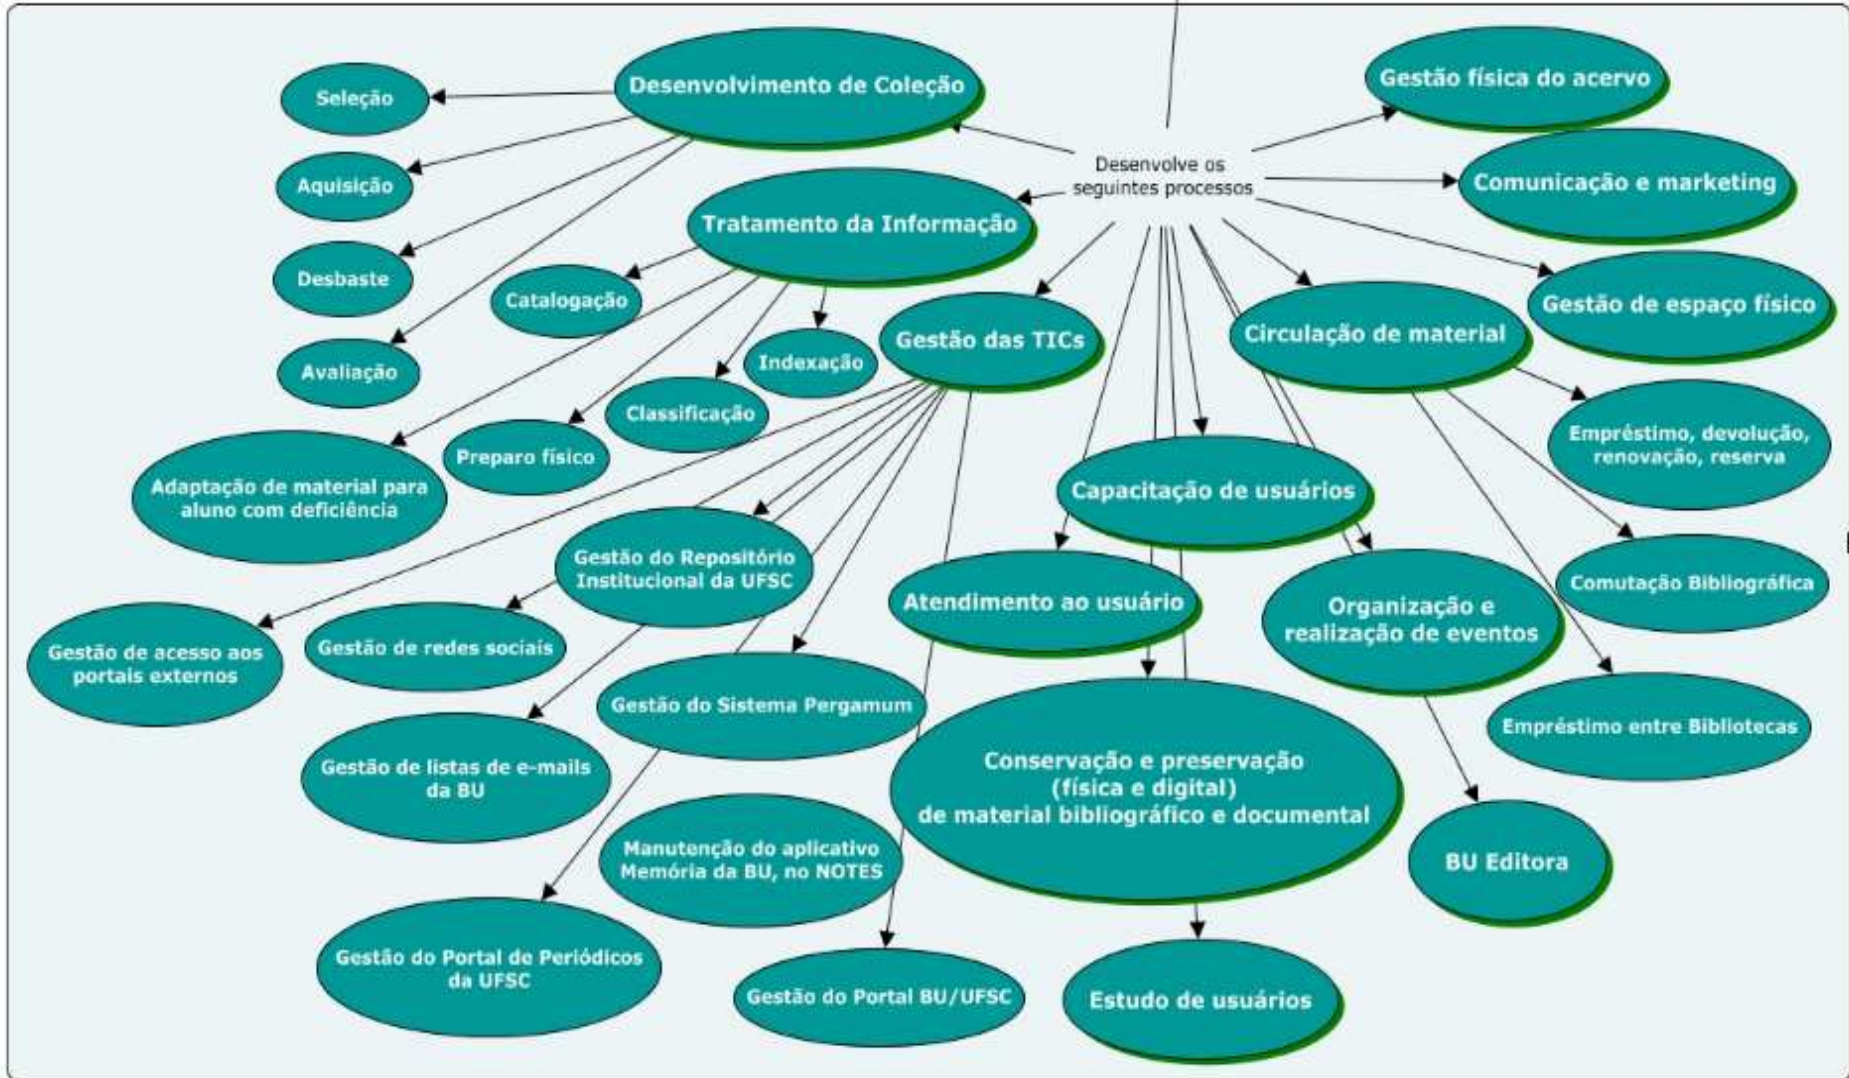 Desenvolvimento de Coleção
Gestão física do acervo
Seleção
Desenvolve os
seguintes processos
Comunicação e marketing
Aquisição
Tratamento da Informação
Desbaste
Catalogação
Gestão de espaço físico
Gestão das TICs
Circulação de material
Avaliação
Indexação
Classificação
Empréstimo, devolução,
renovação, reserva
Preparo físico
Adaptação de material para
aluno com deficiência
Capacitação de usuários
Gestão do Repositório
Institucional da UFSC
Comutação Bibliográfica
Atendimento ao usuário
Organização e
realização de eventos
Gestão de acesso aos
portais externos
Gestão de redes sociais
Gestão do Sistema Pergamum
Empréstimo entre Bibliotecas
Gestão de listas de e-mails
da BU
Conservação e preservação
(física e digital)
de material bibliográfico e documental
Manutenção do aplicativo
Memória da BU, no NOTES
BU Editora
Gestão do Portal de Periódicos
da UFSC
Gestão do Portal BU/UFSC
Estudo de usuários